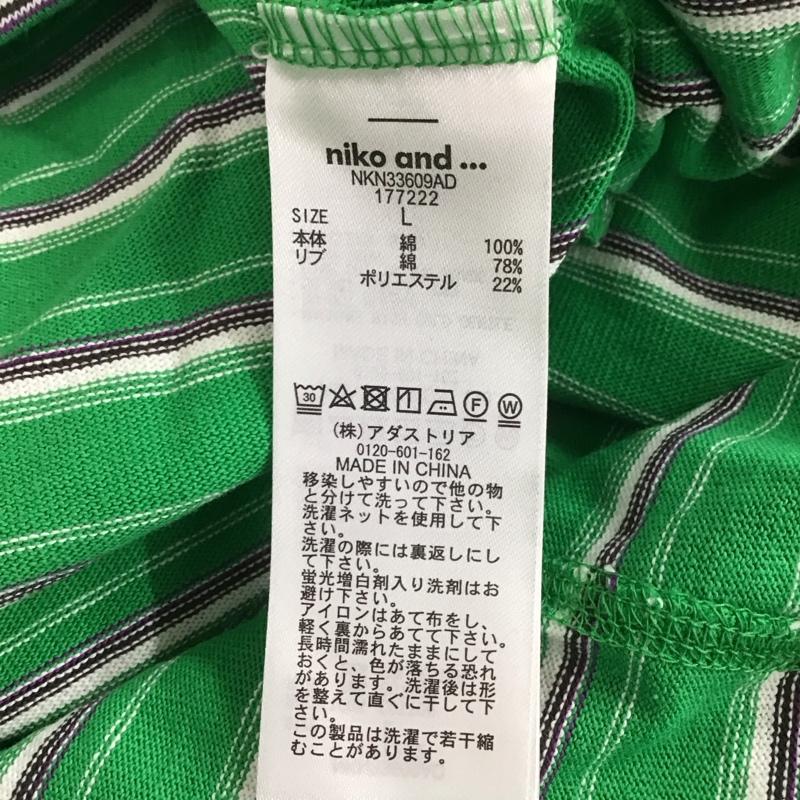 niko and ...
NKN33609AD
177222
SIZE L
本体 綿 100%
リブ 綿 78%
ポリエステル 22%
30 F W
(株)アダストリア
0120-601-162
MADE IN CHINA
移染しやすいので他の物
と分けて洗って下さい。
洗濯ネットを使用して下
さい。
洗濯の際には裏返しにし
て下さい。
蛍光増白剤入り洗剤はお
避け下さい。
アイロンはあて布をし、
軽く裏からあてて下さい。
長時間濡れたままにして
おくと、色が落ちる恐れ
があります。洗濯後は形
を整えて直ぐに干して下
さい。
この製品は洗濯で若干縮
むことがあります。